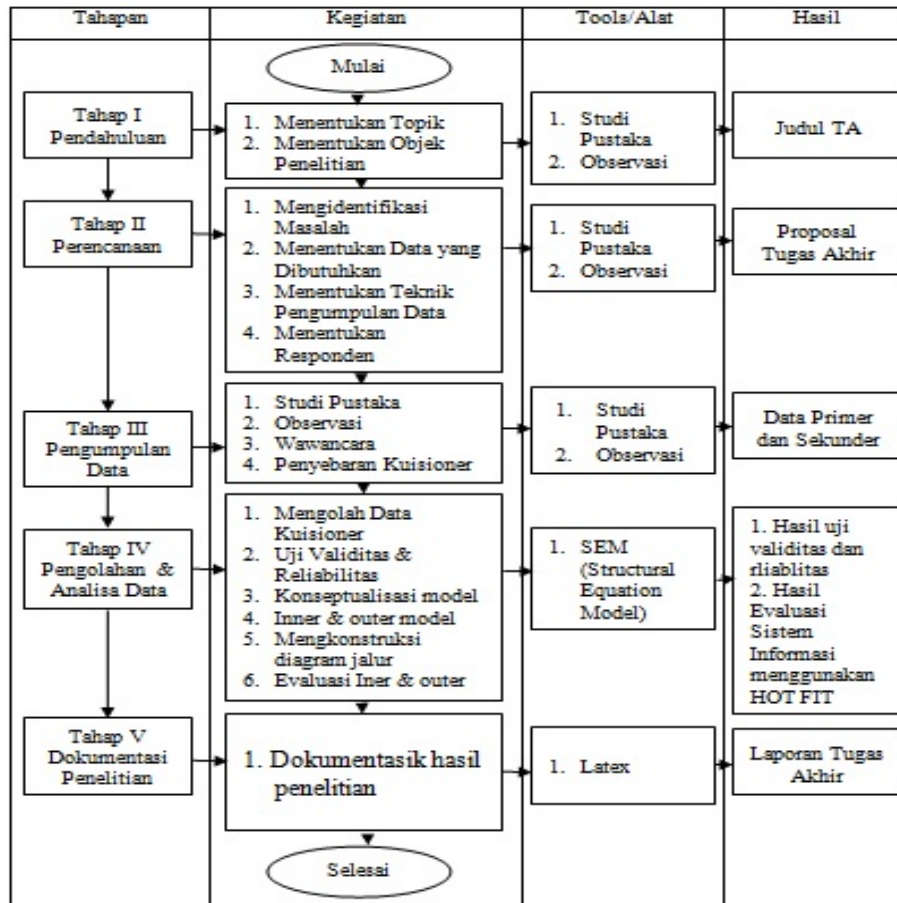 Tahapan
Kegiatan
Tools/Alat
Hasil
Mulai
Tahap I
Pendahuluan
1. Menentukan Topik
2. Menentukan Objek
Penelitian
1. Studi
Pustaka
2. Observasi
Judul TA
Tahap II
Perencanaan
1. Mengidentifikasi
Masalah
2. Menentukan Data yang
Dibutuhkan
3. Menentukan Teknik
Pengumpulan Data
4. Menentukan
Responden
1. Studi
Pustaka
2. Observasi
Proposal
Tugas Akhir
Tahap III
Pengumpulan
Data
1. Studi Pustaka
2. Observasi
3. Wawancara
4. Penyebaran Kuisioner
1. Studi
Pustaka
2. Observasi
Data Primer
dan Sekunder
Tahap IV
Pengolahan &
Analisa Data
1. Mengolah Data
Kuisioner
2. Uji Validitas &
Reliabilitas
3. Konseptualisasi model
4. Inner & outer model
5. Mengkonstruksi
diagram jalur
6. Evaluasi Iner & outer
1. SEM
(Structural
Equation
Model)
1. Hasil uji
validitas dan
rliablitas
2. Hasil
Evaluasi
Sistem
Informasi
menggunakan
HOT FIT
Tahap V
Dokumentasi
Penelitian
1. Dokumentasik hasil
penelitian
1. Latex
Laporan Tugas
Akhir
Selesai